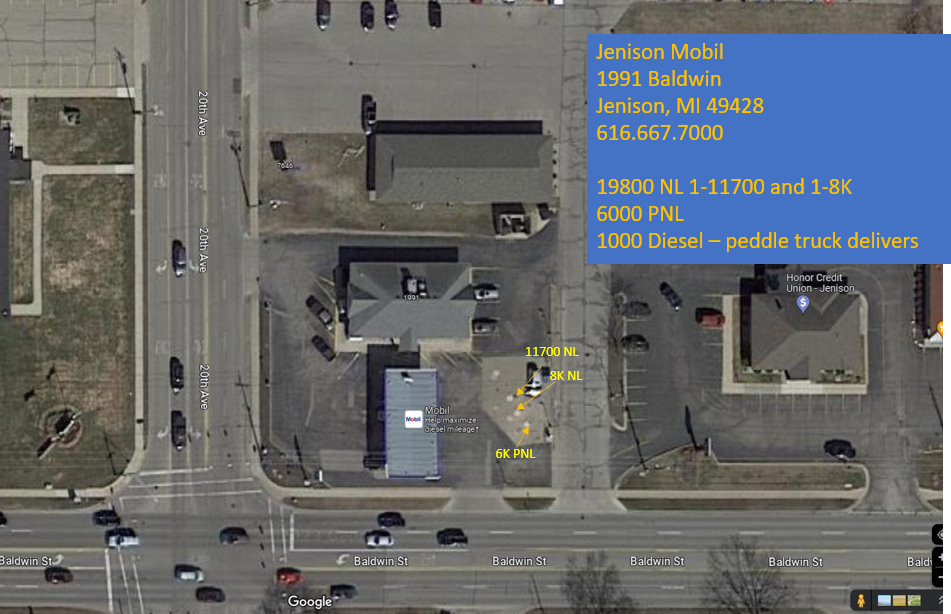 Jenison Mobil
1991 Baldwin
Jenison, MI 49428
616.667.7000
19800 NL 1-11700 and 1-8K
6000 PNL
1000 Diesel – peddle truck delivers
20th Ave
7646
20th Ave
Honor Credit
Union - Jenison
$
1991
11700 NL
8K NL
20th Ave
Mobil
Mobil
Help maximize
diesel mileage†
6K PNL
Baldwin St
Baldwin St
Baldwin St
Baldwin St
Baldwin St
Bald
Google